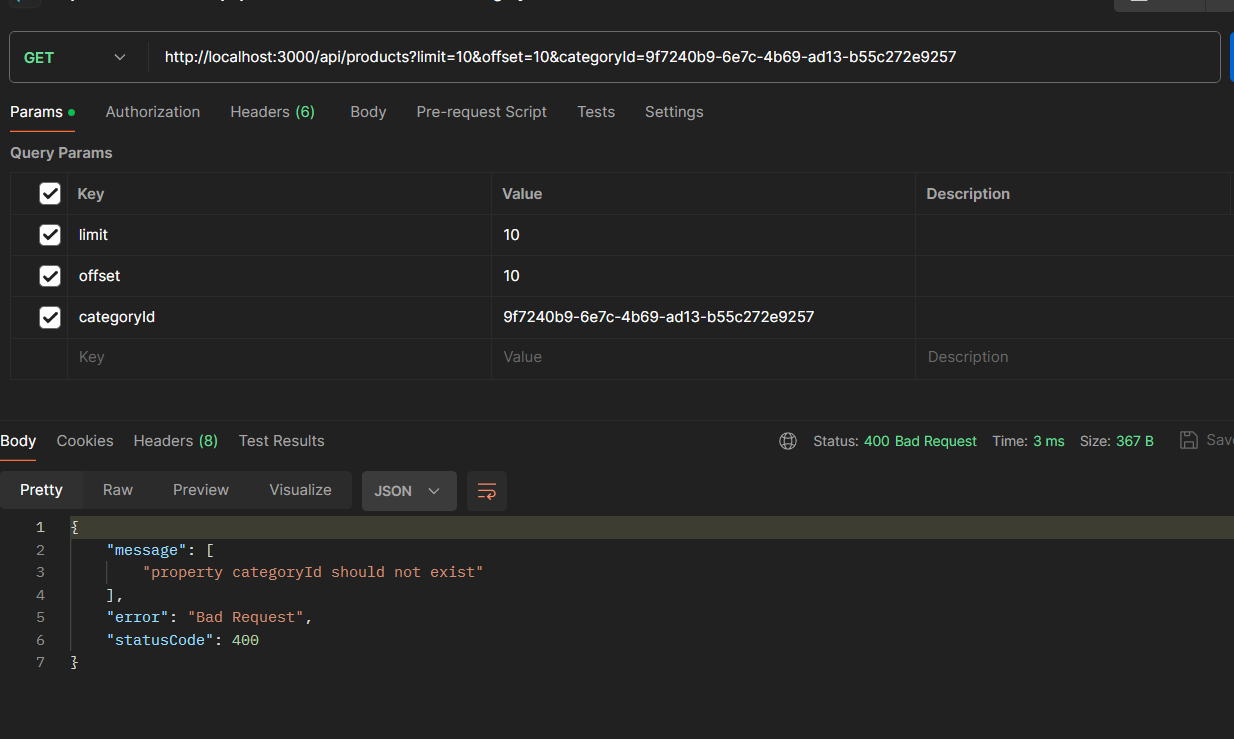 GET http://localhost:3000/api/products?limit=10&offset=10&categoryId=9f7240b9-6e7c-4b69-ad13-b55c272e9257
Params Authorization Headers (6) Body Pre-request Script Tests Settings
Query Params
Key Value Description
limit 10
offset 10
categoryId 9f7240b9-6e7c-4b69-ad13-b55c272e9257
Key Value Description
Body Cookies Headers (8) Test Results Status: 400 Bad Request Time: 3 ms Size: 367 B
Pretty Raw Preview Visualize JSON
1 {
2 "message": [
3 "property categoryId should not exist"
4 ],
5 "error": "Bad Request",
6 "statusCode": 400
7 }